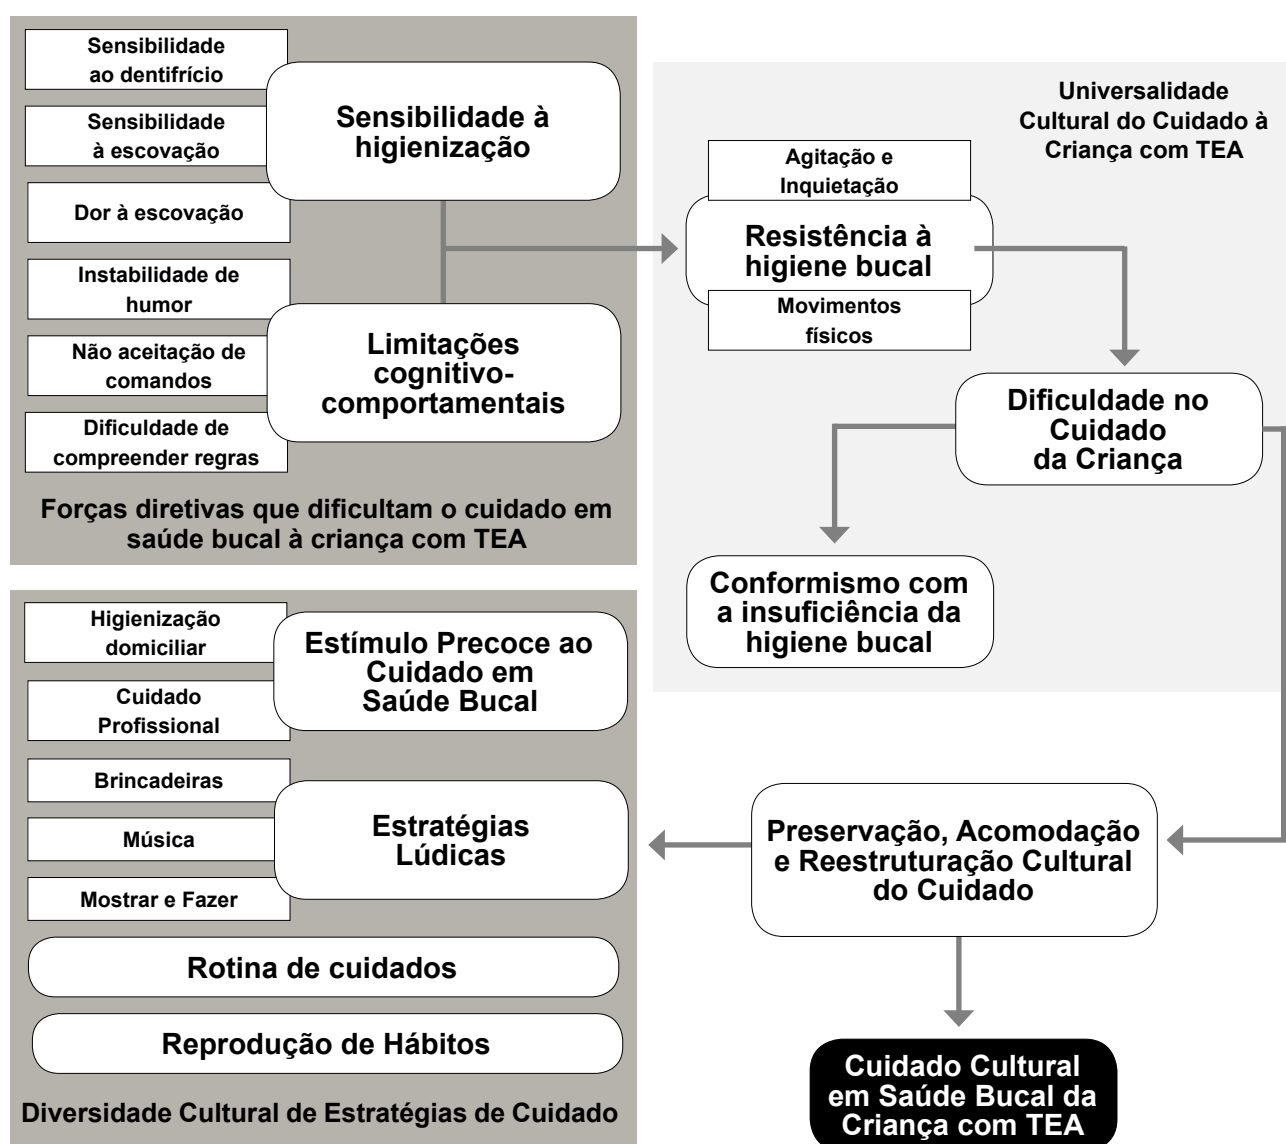 Sensibilidade
ao dentifrício
Sensibilidade
à escovação
Dor à escovação
Sensibilidade à
higienização
Instabilidade de
humor
Não aceitação de
comandos
Dificuldade de
compreender regras
Limitações
cognitivo-
comportamentais
Forças diretivas que dificultam o cuidado em
saúde bucal à criança com TEA
Universalidade
Cultural do Cuidado à
Criança com TEA
Agitação e
Inquietação
Resistência à
higiene bucal
Movimentos
físicos
Dificuldade no
Cuidado
da Criança
Conformismo com
a insuficiência da
higiene bucal
Higienização
domiciliar
Cuidado
Profissional
Estímulo Precoce ao
Cuidado em
Saúde Bucal
Brincadeiras
Música
Mostrar e Fazer
Estratégias
Lúdicas
Rotina de cuidados
Reprodução de Hábitos
Diversidade Cultural de Estratégias de Cuidado
Preservação, Acomodação
e Reestruturação Cultural
do Cuidado
Cuidado Cultural
em Saúde Bucal da
Criança com TEA